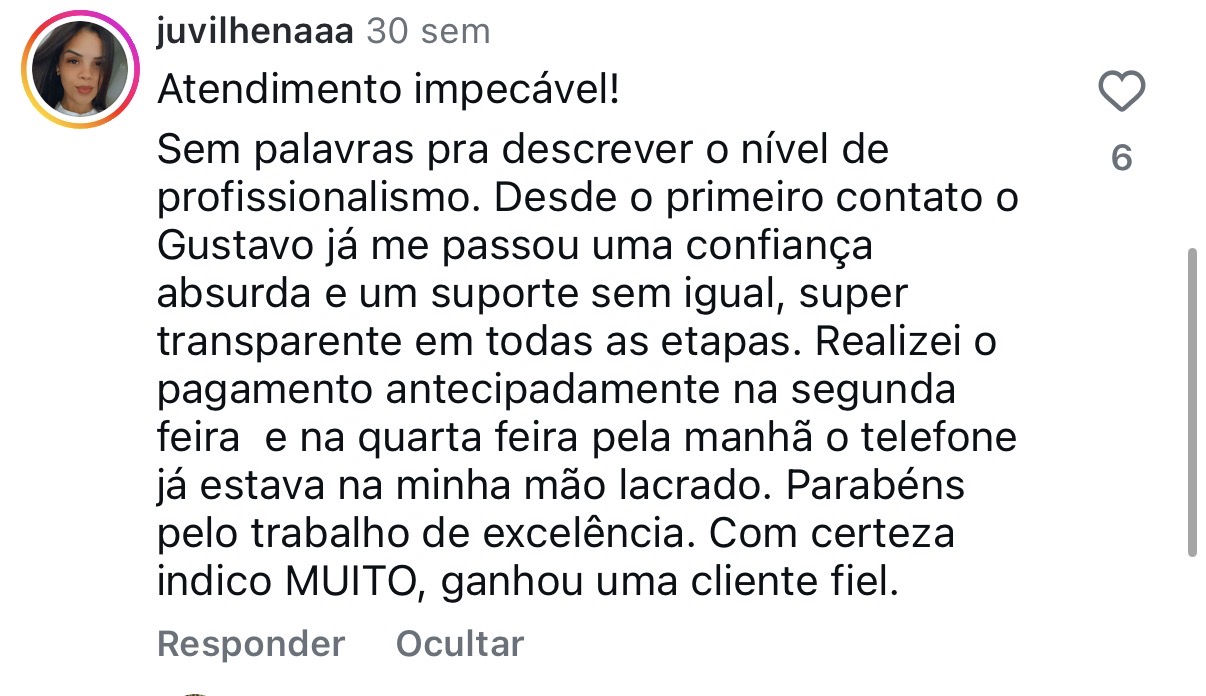 juvilhenaaa 30 sem
Atendimento impecável!
6
Sem palavras pra descrever o nível de
profissionalismo. Desde o primeiro contato o
Gustavo já me passou uma confiança
absurda e um suporte sem igual, super
transparente em todas as etapas. Realizei o
pagamento antecipadamente na segunda
feira  e na quarta feira pela manhã o telefone
já estava na minha mão lacrado. Parabéns
pelo trabalho de excelência. Com certeza
indico MUITO, ganhou uma cliente fiel.
Responder Ocultar